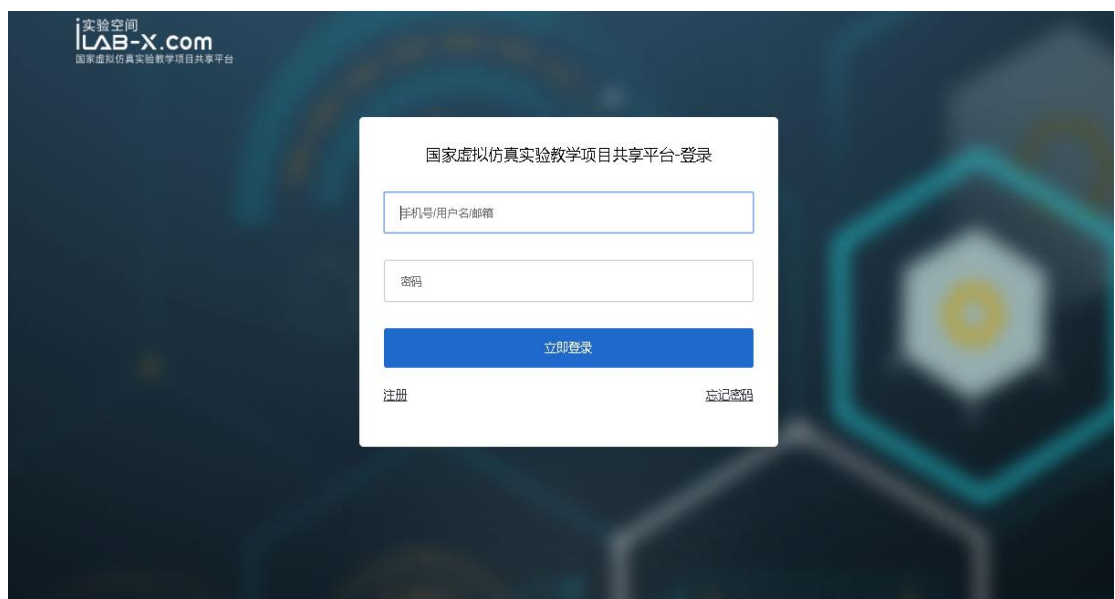 实验空间
iLAB-X.com
国家虚拟仿真实验教学项目共享平台
国家虚拟仿真实验教学项目共享平台-登录
手机号/用户名/邮箱
密码
立即登录
注册 忘记密码